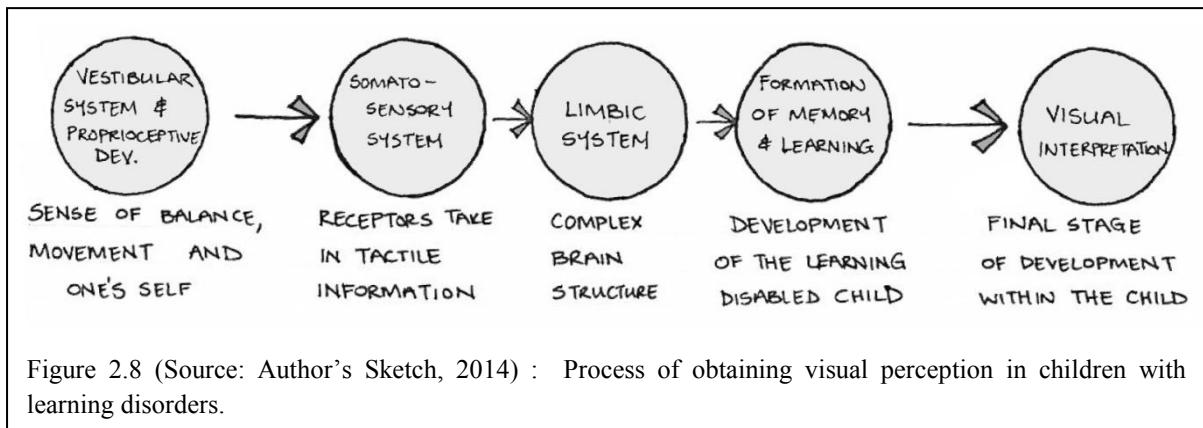 VESTIBULAR
SYSTEM &
PROPRIOCEPTIVE
DEV.
SOMATO-
SENSORY
SYSTEM
LIMBIC
SYSTEM
FORMATION
OF MEMORY
& LEARNING
VISUAL
INTERPRETATION
SENSE OF BALANCE,
MOVEMENT AND
ONE'S SELF
RECEPTORS TAKE
IN TACTILE
INFORMATION
COMPLEX
BRAIN
STRUCTURE
DEVELOPMENT
OF THE LEARNING
DISABLED CHILD
FINAL STAGE
OF DEVELOPMENT
WITHIN THE CHILD
Figure 2.8 (Source: Author’s Sketch, 2014) : Process of obtaining visual perception in children with
learning disorders.